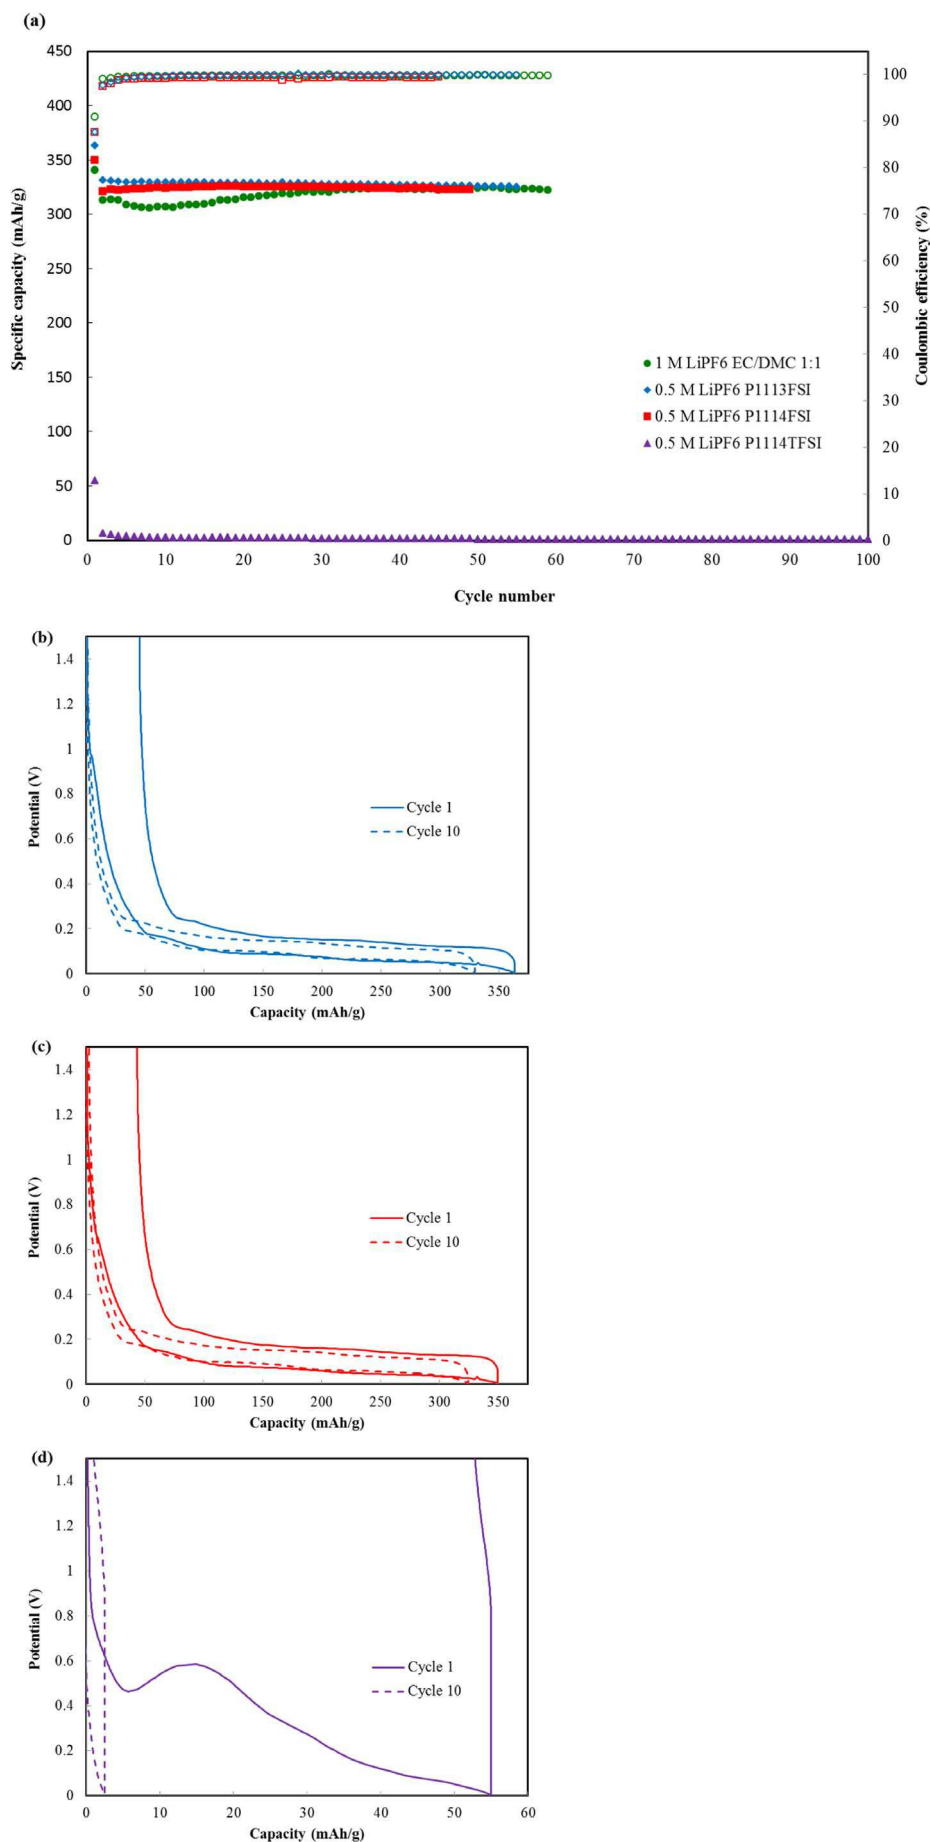 (a)
450
400
350
300
250
200
150
100
50
0
Specific capacity (mAh/g)
100
90
80
70
60
50
40
30
20
10
0
Coulombic efficiency (%)
1 M LiPF6 EC/DMC 1:1
0.5 M LiPF6 P1113FSI
0.5 M LiPF6 P1114FSI
0.5 M LiPF6 P1114TFSI
0 10 20 30 40 50 60 70 80 90 100
Cycle number
(b)
1.4
1.2
1
0.8
0.6
0.4
0.2
0
Potential (V)
Cycle 1
Cycle 10
0 50 100 150 200 250 300 350
Capacity (mAh/g)
(c)
1.4
1.2
1
0.8
0.6
0.4
0.2
0
Potential (V)
Cycle 1
Cycle 10
0 50 100 150 200 250 300 350
Capacity (mAh/g)
(d)
1.4
1.2
1
0.8
0.6
0.4
0.2
0
Potential (V)
Cycle 1
Cycle 10
0 10 20 30 40 50 60
Capacity (mAh/g)